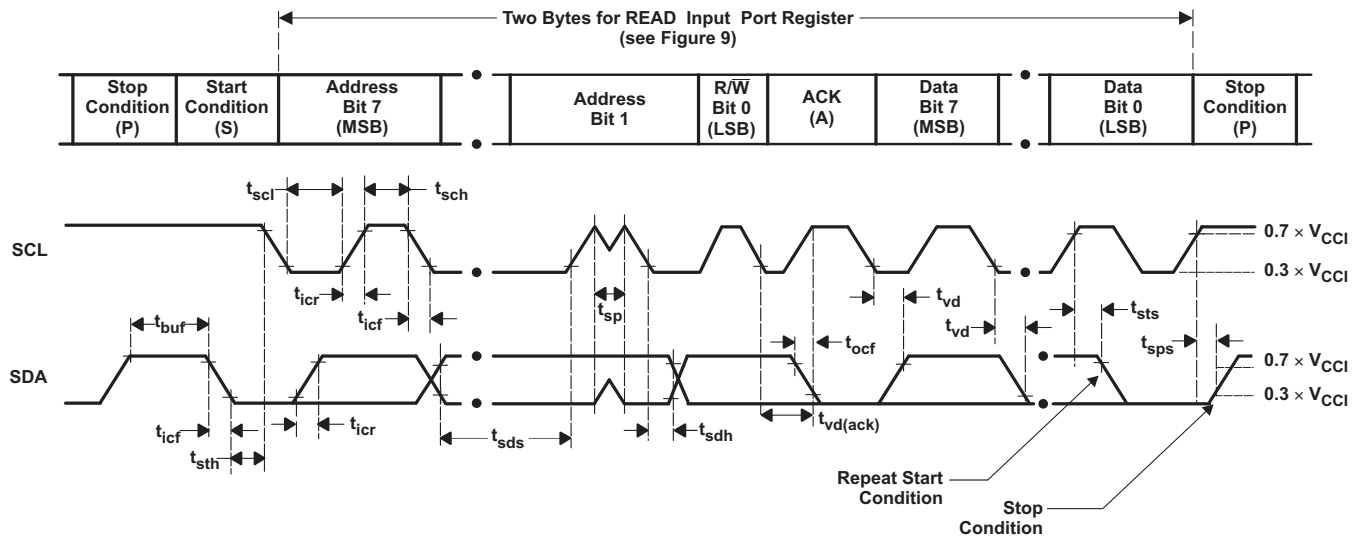 Two Bytes for READ Input Port Register
(see Figure 9)
Stop
Condition
(P)
Start
Condition
(S)
Address
Bit 7
(MSB)
Address
Bit 1
R/W̅
Bit 0
(LSB)
ACK
(A)
Data
Bit 7
(MSB)
Data
Bit 0
(LSB)
Stop
Condition
(P)
tscl
tsch
SCL
0.7 × VCCI
0.3 × VCCI
ticr
ticf
tsp
tvd
tvd
tsts
tbuf
tocf
tsps
SDA
0.7 × VCCI
0.3 × VCCI
ticf
ticr
tsth
tsds
tsdh
tvd(ack)
Repeat Start
Condition
Stop
Condition